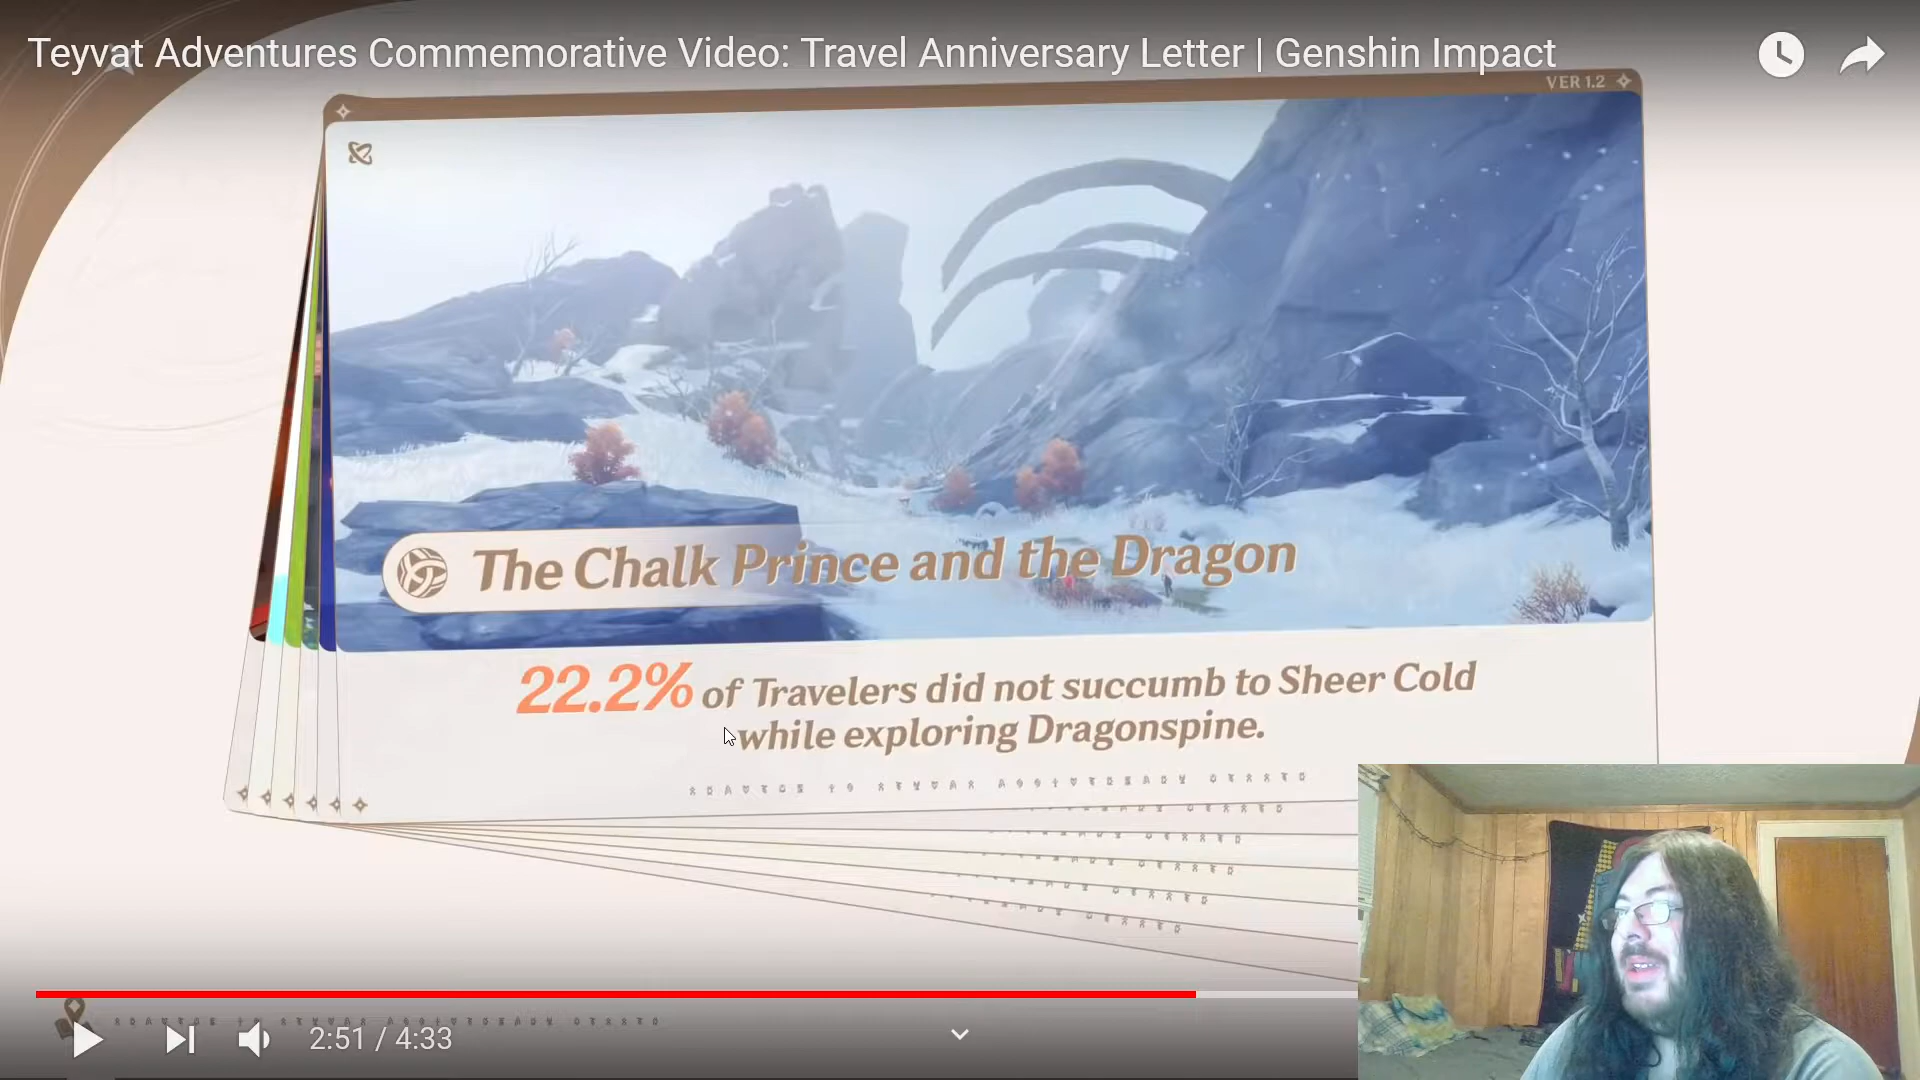 Teyvat Adventures Commemorative Video: Travel Anniversary Letter | Genshin Impact
VER 1.2
The Chalk Prince and the Dragon
22.2% of Travelers did not succumb to Sheer Cold
while exploring Dragonspine.
2:51 / 4:33